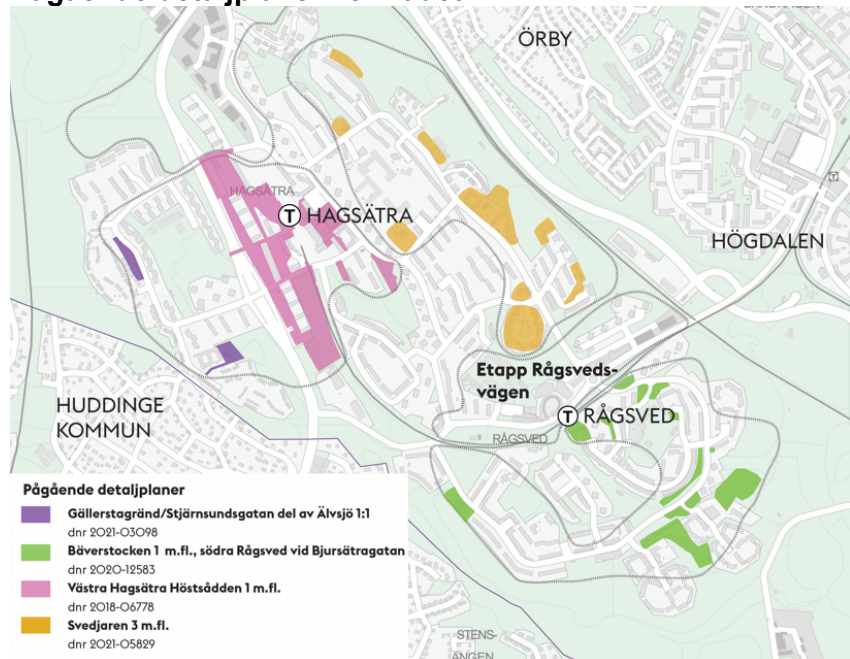 ÖRBY
HAGSÄTRA
T HAGSÄTRA
HÖGDALEN
Etapp Rågsveds-
vägen
T RÅGSVED
RÅGSVED
HUDDINGE
KOMMUN
Pågående detaljplaner
Gällerstagränd/Stjärnsundsgatan del av Älvsjö 1:1
dnr 2021-03098
Bäverstocken 1 m.fl., södra Rågsved vid Bjursätragatan
dnr 2020-12583
Västra Hagsätra Höstsådden 1 m.fl.
dnr 2018-06778
Svedjaren 3 m.fl.
dnr 2021-05829
STENS-
ÄNGEN